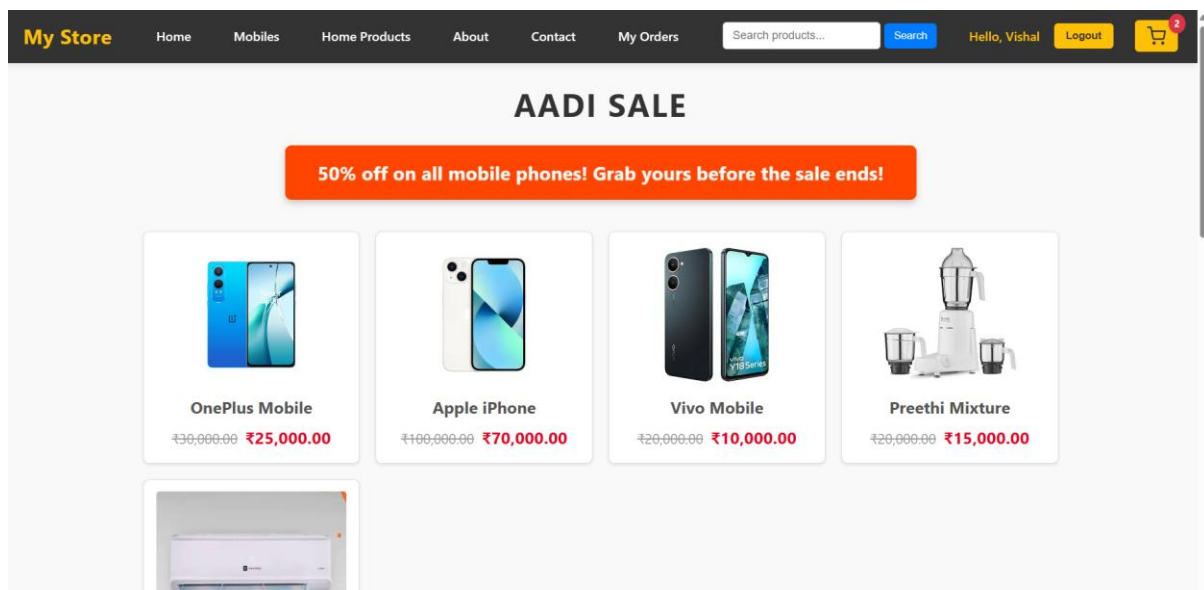 My Store Home Mobiles Home Products About Contact My Orders Search products... Search Hello, Vishal Logout 2
AADI SALE
50% off on all mobile phones! Grab yours before the sale ends!
VIVO
Y18 Series
OnePlus Mobile
₹30,000.00 ₹25,000.00
Apple iPhone
₹100,000.00 ₹70,000.00
Vivo Mobile
₹20,000.00 ₹10,000.00
Preethi Mixture
₹20,000.00 ₹15,000.00